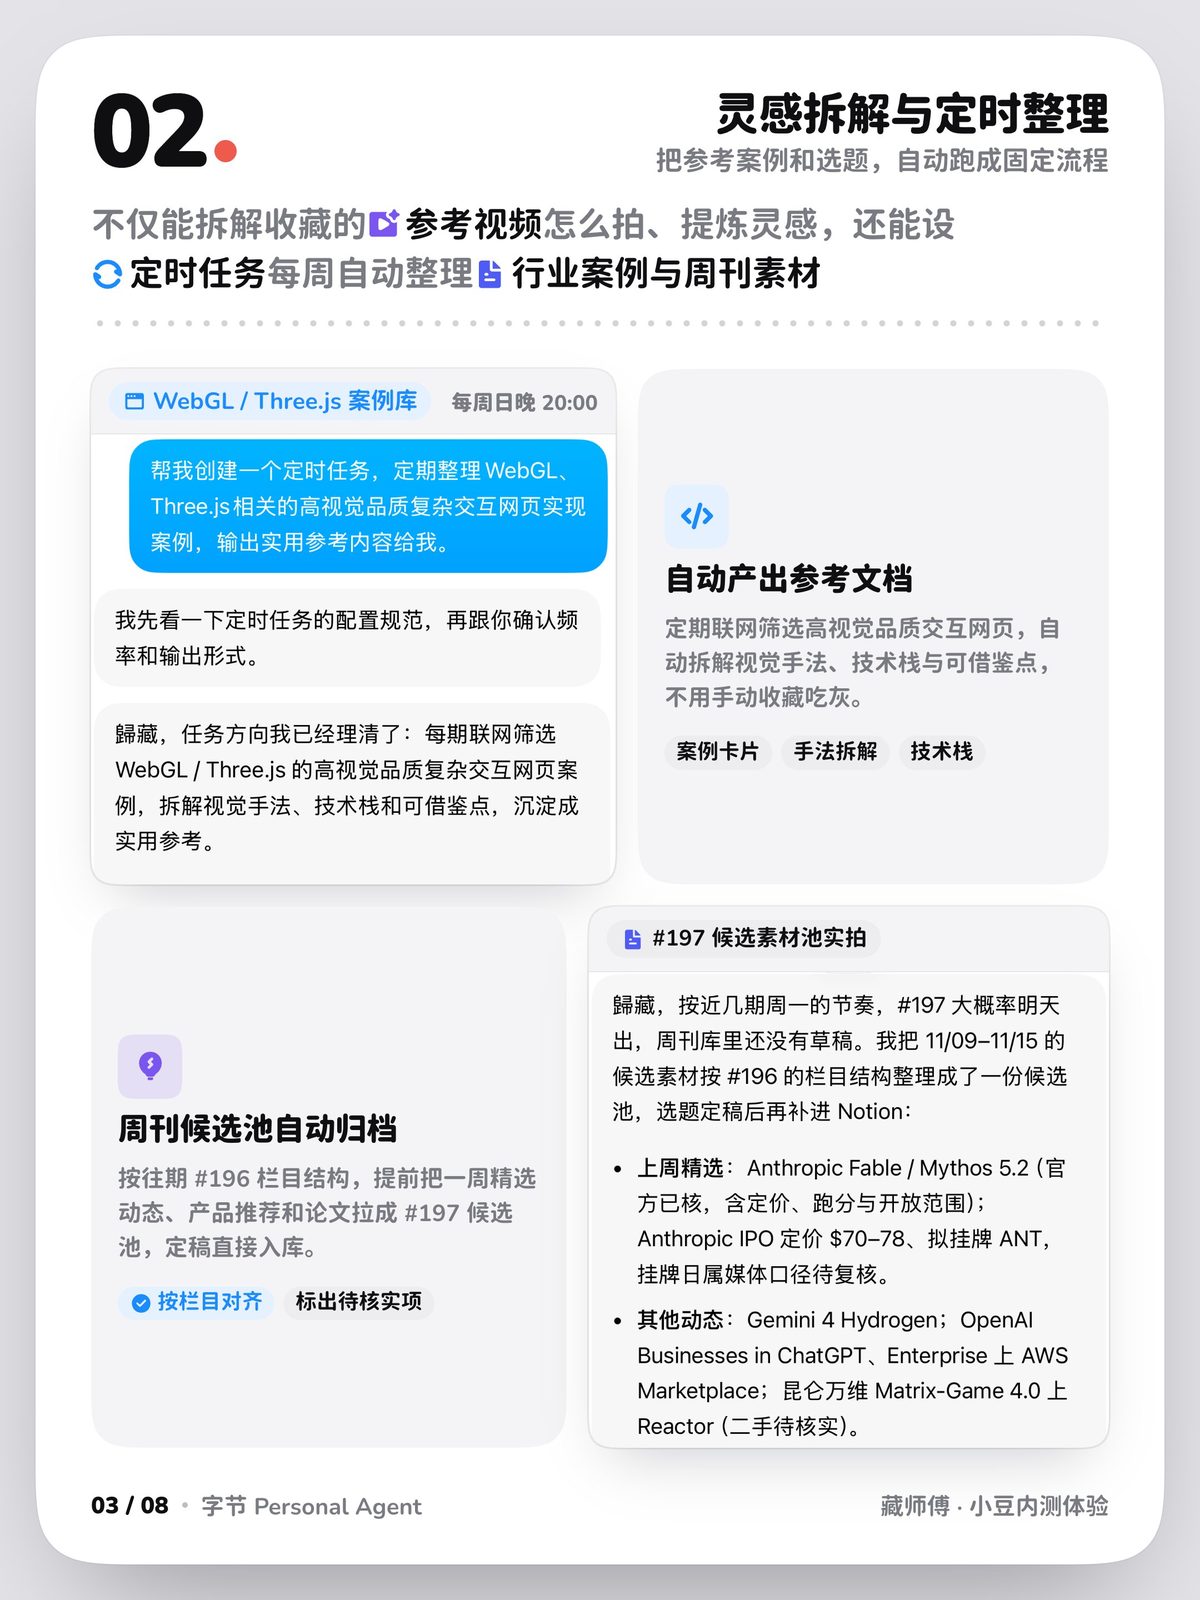 02.
灵感拆解与定时整理
把参考案例和选题，自动跑成固定流程
不仅能拆解收藏的参考视频怎么拍、提炼灵感，还能设
定时任务每周自动整理行业案例与周刊素材
WebGL / Three.js 案例库
每周日晚 20:00
帮我创建一个定时任务，定期整理WebGL、
Three.js相关的高视觉品质复杂交互网页实现
案例，输出实用参考内容给我。
我先看一下定时任务的配置规范，再跟你确认频
率和输出形式。
歸藏，任务方向我已经理清了：每期联网筛选
WebGL / Three.js 的高视觉品质复杂交互网页案
例，拆解视觉手法、技术栈和可借鉴点，沉淀成
实用参考。
</>
自动产出参考文档
定期联网筛选高视觉品质交互网页，自
动拆解视觉手法、技术栈与可借鉴点，
不用手动收藏吃灰。
案例卡片
手法拆解
技术栈
周刊候选池自动归档
按往期 #196 栏目结构，提前把一周精选
动态、产品推荐和论文拉成 #197 候选
池，定稿直接入库。
按栏目对齐
标出待核实项
#197 候选素材池实拍
歸藏，按近几期周一的节奏，#197 大概率明天
出，周刊库里还没有草稿。我把 11/09–11/15 的
候选素材按 #196 的栏目结构整理成了一份候选
池，选题定稿后再补进 Notion：
• 上周精选：Anthropic Fable / Mythos 5.2（官
方已核，含定价、跑分与开放范围）；
Anthropic IPO 定价 $70–78、拟挂牌 ANT，
挂牌日属媒体口径待复核。
• 其他动态：Gemini 4 Hydrogen；OpenAI
Businesses in ChatGPT、Enterprise 上 AWS
Marketplace；昆仑万维 Matrix-Game 4.0 上
Reactor（二手待核实）。
03 / 08 • 字节 Personal Agent
藏师傅 · 小豆内测体验